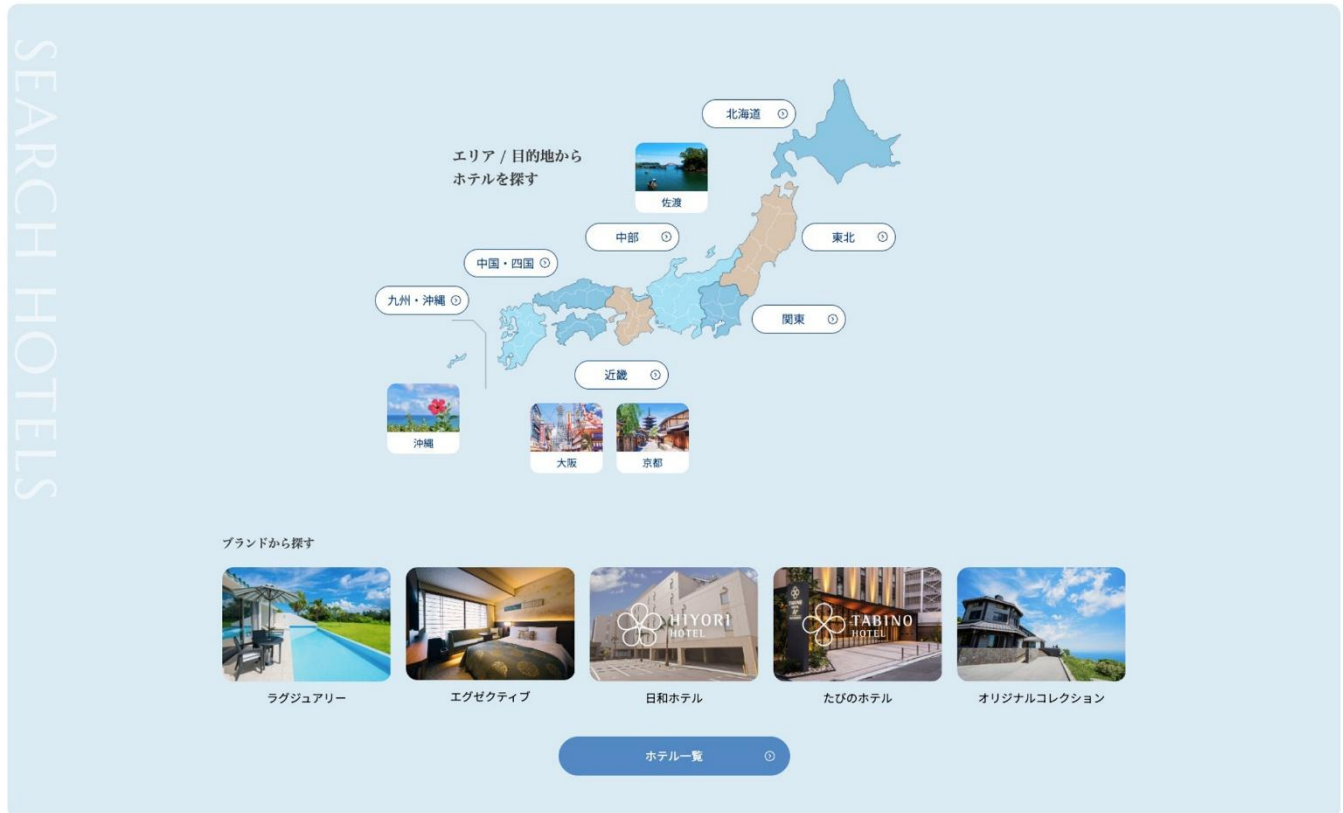 SEARCH HOTELS
エリア / 目的地から
ホテルを探す
北海道
佐渡
中部
東北
中国・四国
九州・沖縄
関東
近畿
沖縄
大阪
京都
ブランドから探す
HIYORI
HOTEL
TABINO
HOTEL
ラグジュアリー
エグゼクティブ
日和ホテル
たびのホテル
オリジナルコレクション
ホテル一覧